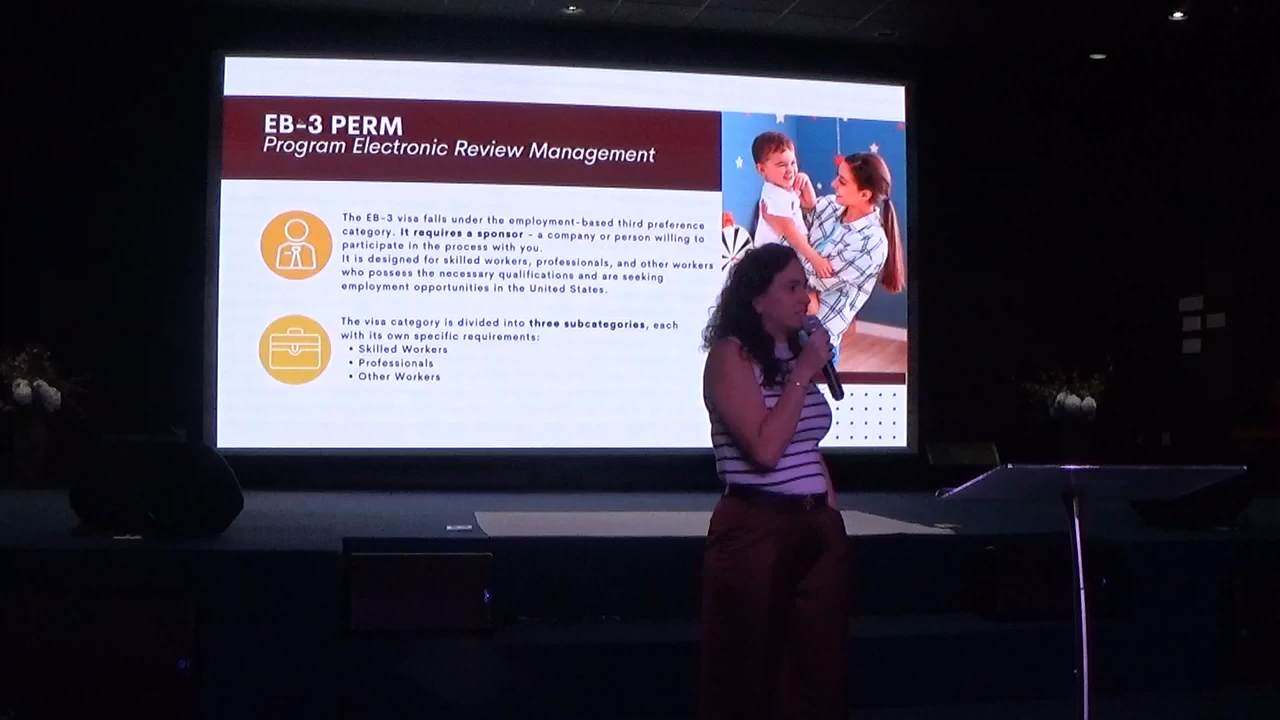 EB-3 PERM
Program Electronic Review Management
The EB-3 visa falls under the employment-based third preference
category. It requires a sponsor - a company or person willing to
participate in the process with you.
It is designed for skilled workers, professionals, and other workers
who possess the necessary qualifications and are seeking
employment opportunities in the United States.
The visa category is divided into three subcategories, each
with its own specific requirements:
• Skilled Workers
• Professionals
• Other Workers